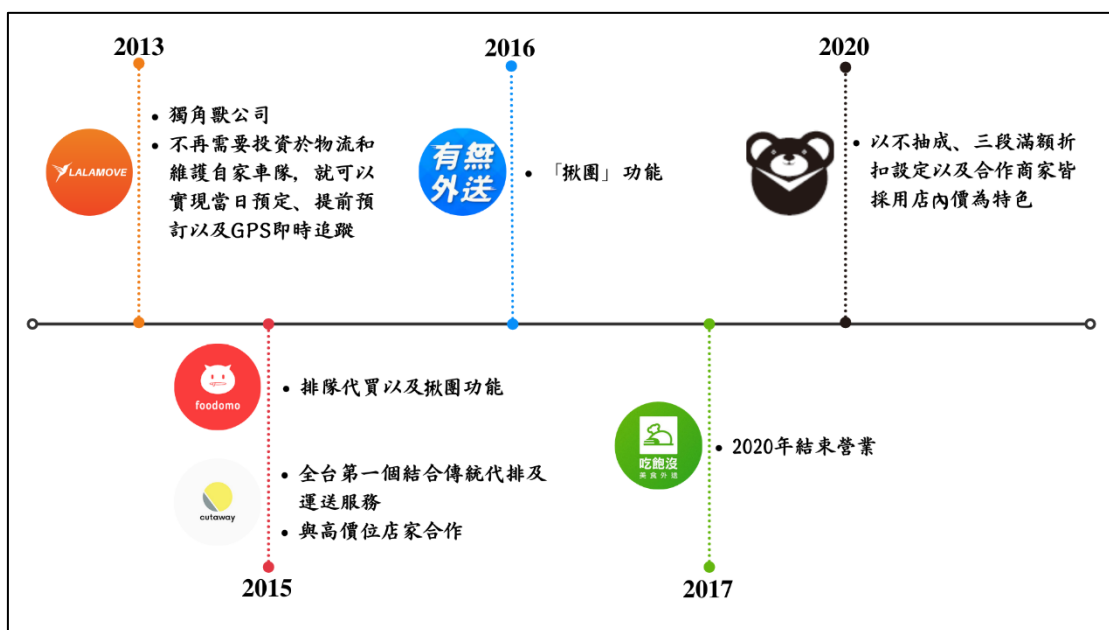 2013
LALAMOVE
• 獨角獸公司
• 不再需要投資於物流和
維護自家車隊，就可以
實現當日預定、提前預
訂以及GPS即時追蹤
2016
有無
外送
• 「揪團」功能
2020
• 以不抽成、三段滿額折
扣設定以及合作商家皆
採用店內價為特色
foodomo
• 排隊代買以及揪團功能
cutaway
• 全台第一個結合傳統代排及
運送服務
• 與高價位店家合作
2015
吃飽沒
美食外送
• 2020年結束營業
2017